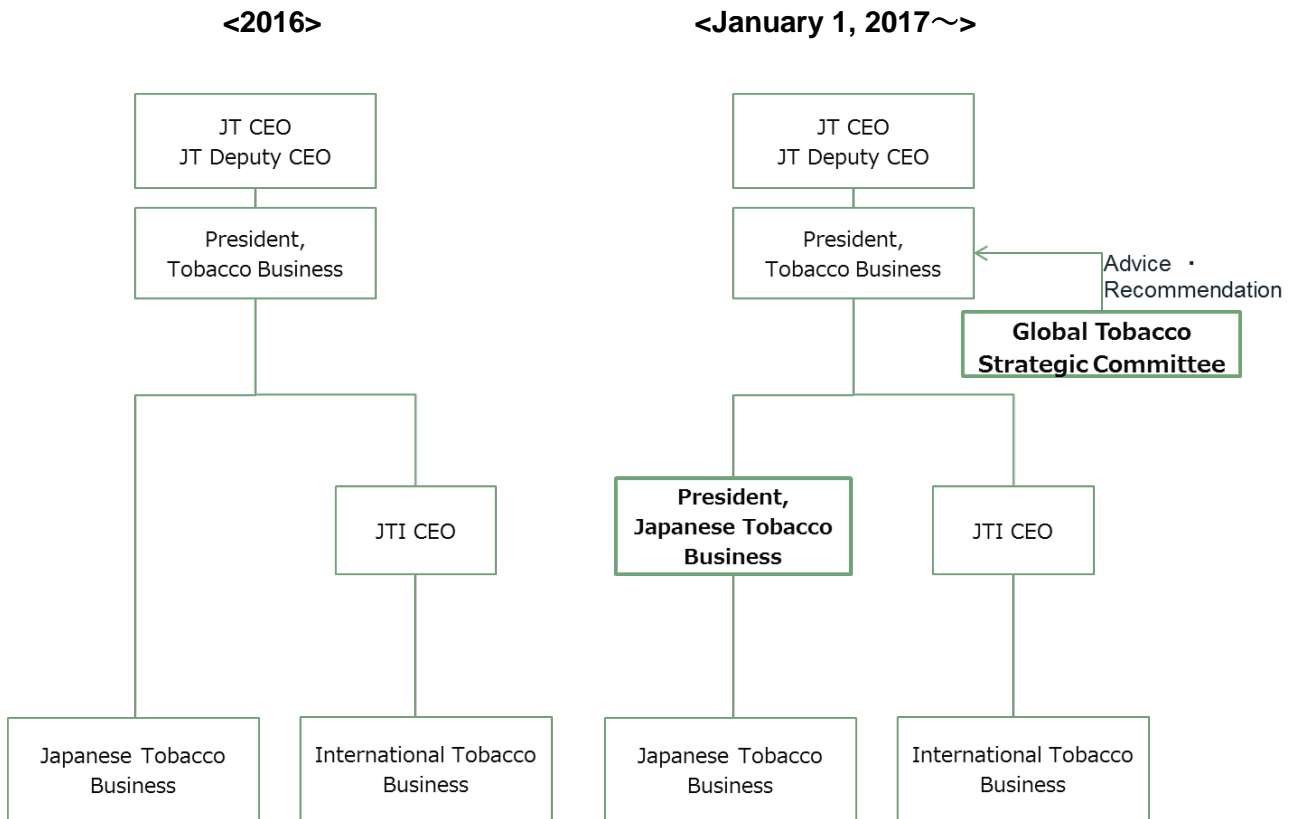 <2016>
JT CEO
JT Deputy CEO
President,
Tobacco Business
JTI CEO
Japanese Tobacco
Business
International Tobacco
Business
<January 1, 2017～>
JT CEO
JT Deputy CEO
President,
Tobacco Business
Advice ・
Recommendation
Global Tobacco
Strategic Committee
President,
Japanese Tobacco
Business
JTI CEO
Japanese Tobacco
Business
International Tobacco
Business